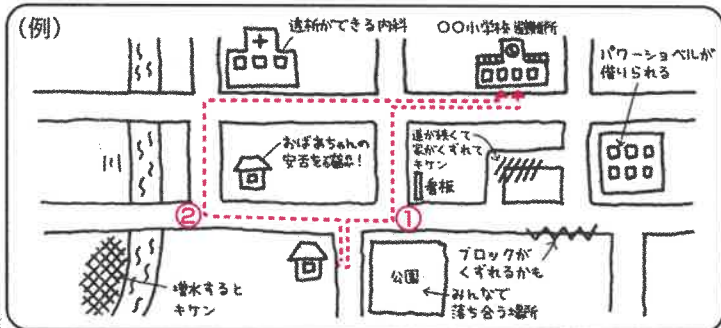 (例)
透析ができる内科
〇〇小学校 避難所
パワーショベルが
借りられる
川
おばあちゃんの
安否を確認!
道が狭くて
家がくずれて
キケン
看板
②
①
増水すると
キケン
公園
みんなで
落ち合う場所
ブロックが
くずれるかも